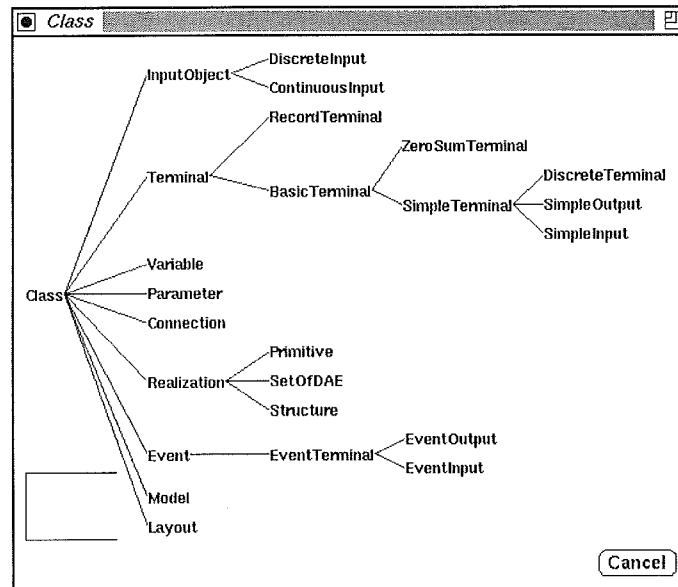 Class
DiscreteInput
InputObject
ContinuousInput
RecordTerminal
ZeroSumTerminal
Terminal
DiscreteTerminal
BasicTerminal
SimpleTerminal
SimpleOutput
SimpleInput
Variable
Class
Parameter
Connection
Primitive
Realization
SetOfDAE
Structure
EventOutput
Event
EventTerminal
EventInput
Model
Layout
Cancel